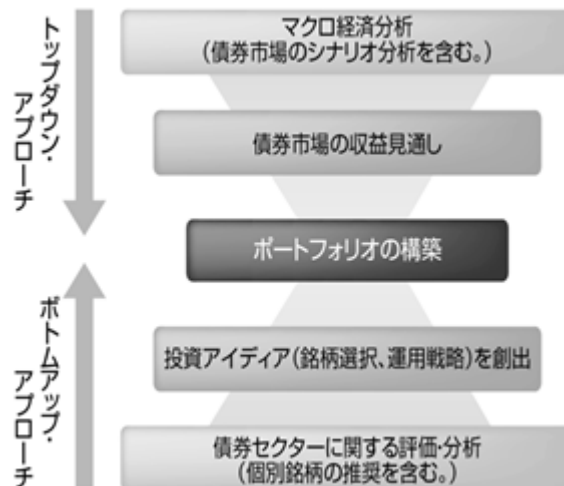 トップダウン・
アプローチ
マクロ経済分析
(債券市場のシナリオ分析を含む。)
債券市場の収益見通し
ポートフォリオの構築
ボトムアップ・
アプローチ
投資アイディア(銘柄選択、運用戦略)を創出
債券セクターに関する評価・分析
(個別銘柄の推奨を含む。)